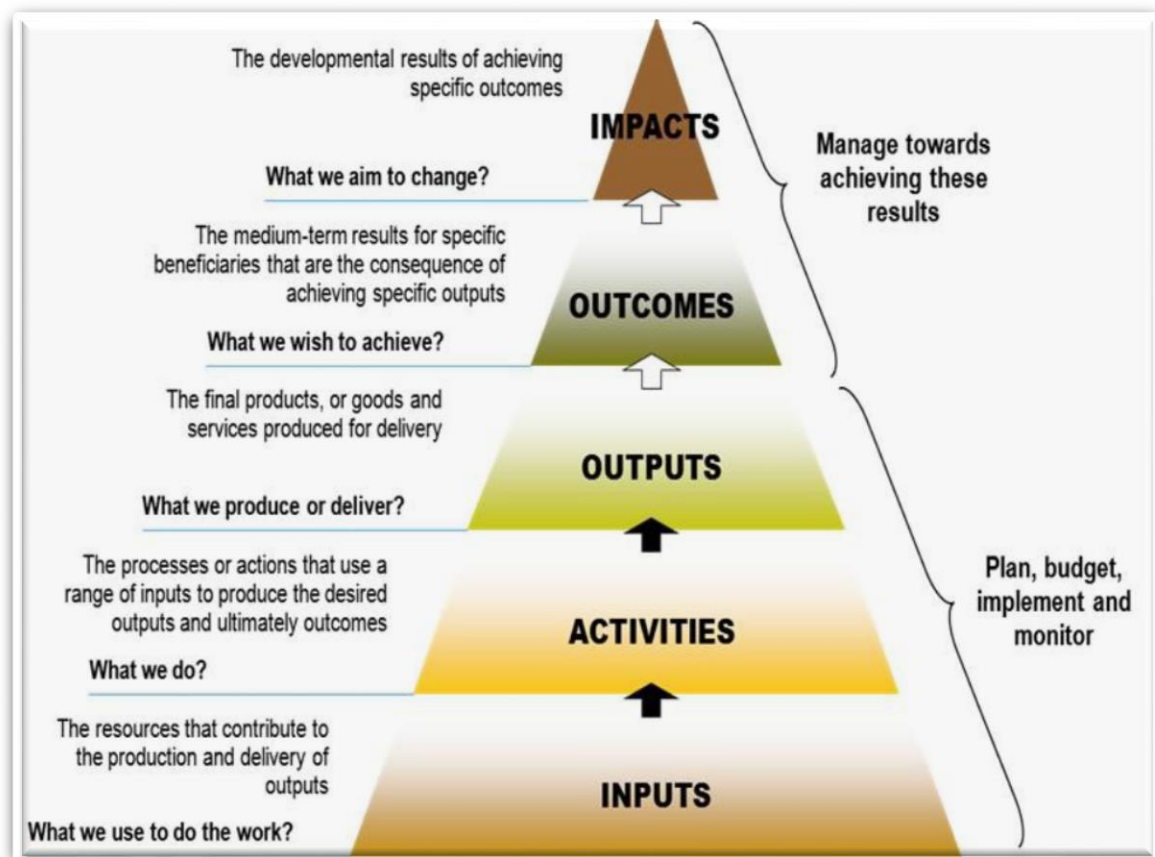 The developmental results of achieving
specific outcomes
IMPACTS
What we aim to change?
Manage towards
achieving these
results
The medium-term results for specific
beneficiaries that are the consequence of
achieving specific outputs
OUTCOMES
What we wish to achieve?
The final products, or goods and
services produced for delivery
OUTPUTS
What we produce or deliver?
The processes or actions that use a
range of inputs to produce the desired
outputs and ultimately outcomes
ACTIVITIES
What we do?
Plan, budget,
implement and
monitor
The resources that contribute to
the production and delivery of
outputs
INPUTS
What we use to do the work?